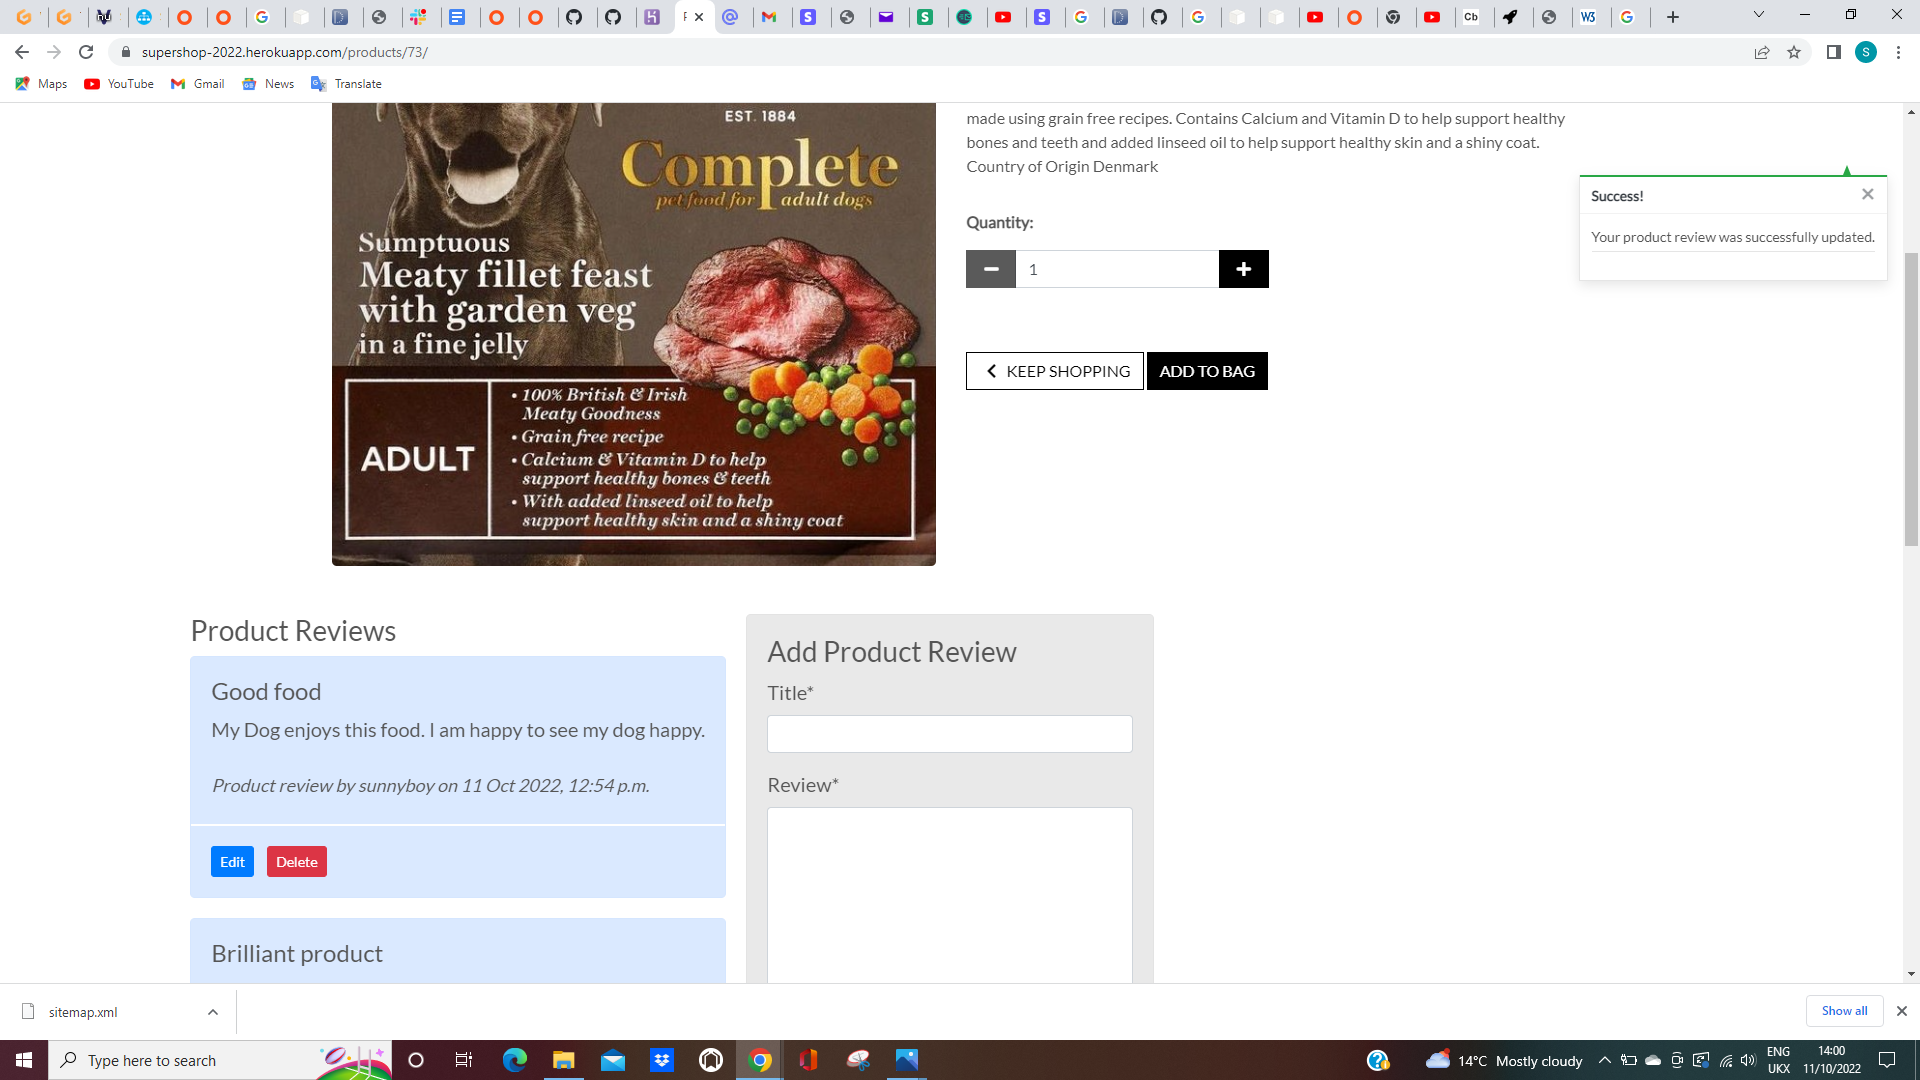 supershop-2022.herokuapp.com/products/73/
S
Maps
YouTube
Gmail
News
Translate
EST. 1884
Complete
pet food for adult dogs
Sumptuous
Meaty fillet feast
with garden veg
in a fine jelly
ADULT
• 100% British & Irish
Meaty Goodness
• Grain free recipe
• Calcium & Vitamin D to help
support healthy bones & teeth
• With added linseed oil to help
support healthy skin and a shiny coat
made using grain free recipes. Contains Calcium and Vitamin D to help support healthy
bones and teeth and added linseed oil to help support healthy skin and a shiny coat.
Country of Origin Denmark
Quantity:
1
KEEP SHOPPING
ADD TO BAG
Success!
Your product review was successfully updated.
Product Reviews
Good food
My Dog enjoys this food. I am happy to see my dog happy.
Product review by sunnyboy on 11 Oct 2022, 12:54 p.m.
Edit
Delete
Brilliant product
Add Product Review
Title*
Review*
sitemap.xml
Show all
Type here to search
14°C Mostly cloudy
ENG
UKX
14:00
11/10/2022